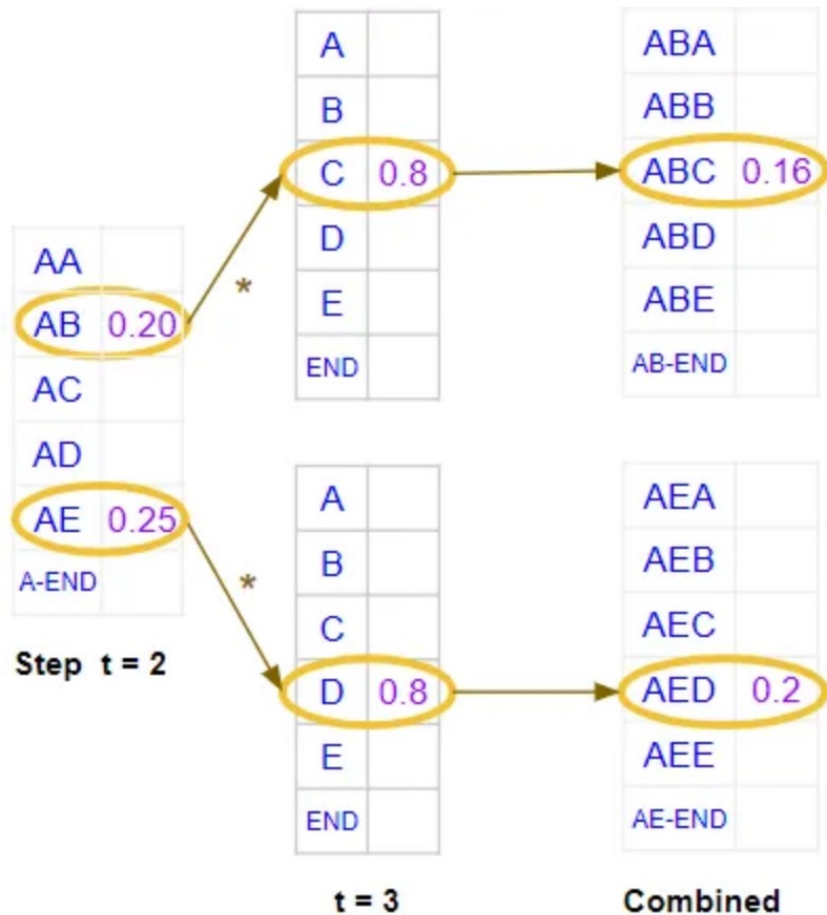 AA
AB 0.20
AC
AD
AE 0.25
A-END
Step t = 2
*
*
A
B
C 0.8
D
E
END
A
B
C
D 0.8
E
END
t = 3
ABA
ABB
ABC 0.16
ABD
ABE
AB-END
AEA
AEB
AEC
AED 0.2
AEE
AE-END
Combined